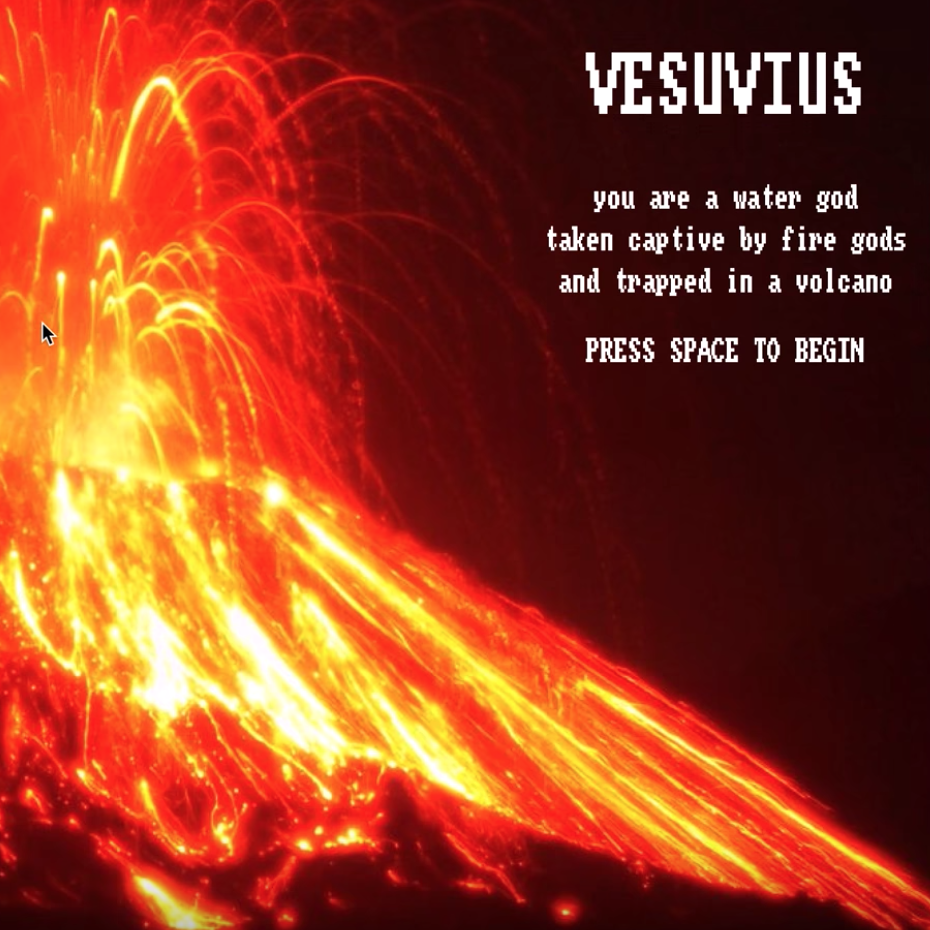 VESUVIUS
you are a water god
taken captive by fire gods
and trapped in a volcano
PRESS SPACE TO BEGIN